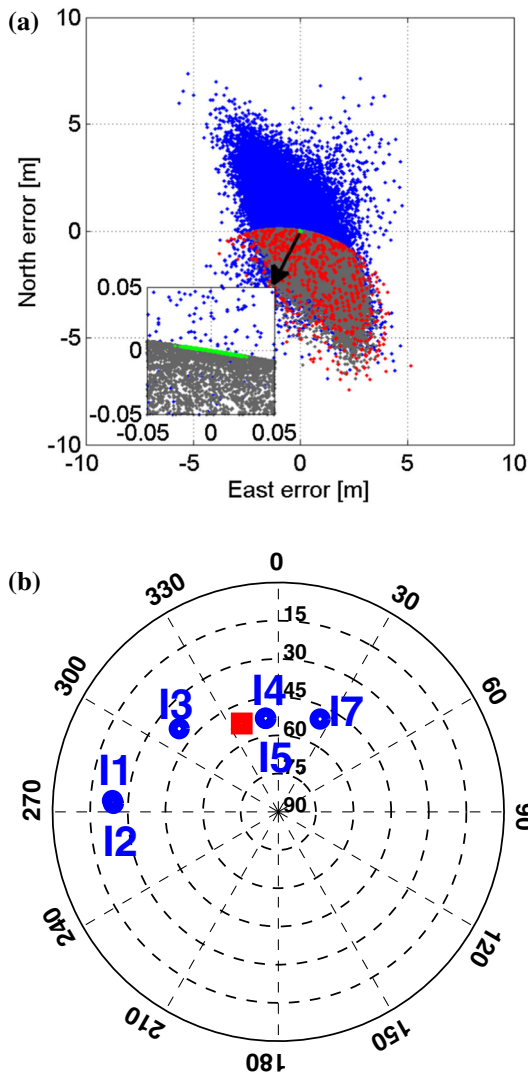 (a)
10
5
0
-5
-10
North error [m]
0.05
0
-0.05
-0.05 0 0.05
-10 -5 0 5 10
East error [m]
(b)
0
330 30
300 60
270 90
240 120
210 150
180
15
30
45
60
75
90
I4
I7
I3
I5
I1
I2